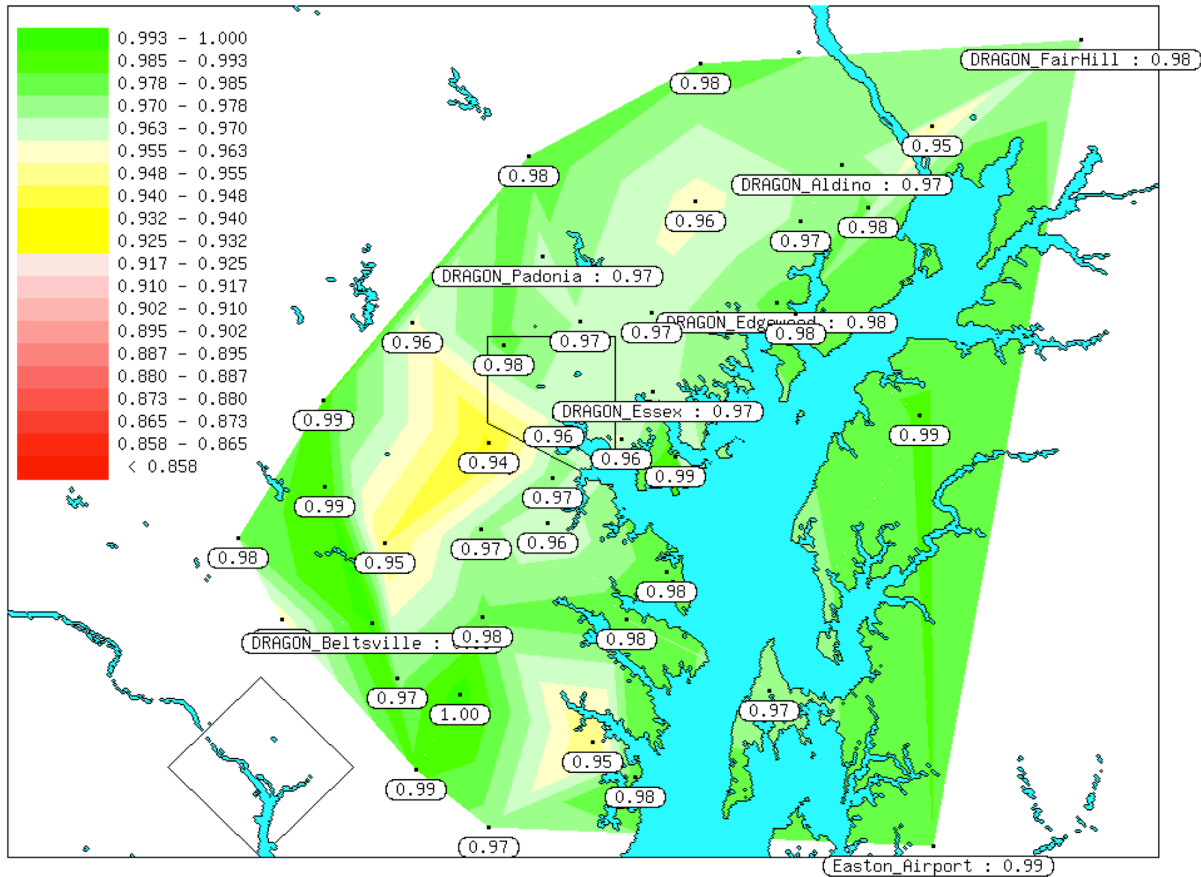 0.993 - 1.000
0.985 - 0.993
0.978 - 0.985
0.970 - 0.978
0.963 - 0.970
0.955 - 0.963
0.948 - 0.955
0.940 - 0.948
0.932 - 0.940
0.925 - 0.932
0.917 - 0.925
0.910 - 0.917
0.902 - 0.910
0.895 - 0.902
0.887 - 0.895
0.880 - 0.887
0.873 - 0.880
0.865 - 0.873
0.858 - 0.865
< 0.858
DRAGON_FairHill : 0.98
0.98
0.95
0.98
DRAGON_Aldino : 0.97
0.96
0.98
0.97
DRAGON_Padonia : 0.97
: 0.98
0.97
0.98
0.96
0.97
0.98
0.99
DRAGON_Essex : 0.97
0.99
0.96
0.96
0.94
0.99
0.99
0.97
0.96
0.97
0.98
0.95
0.98
0.98
0.98
DRAGON_Beltsville :
0.97
1.00
0.97
0.95
0.99
0.98
0.97
Easton_Airport : 0.99